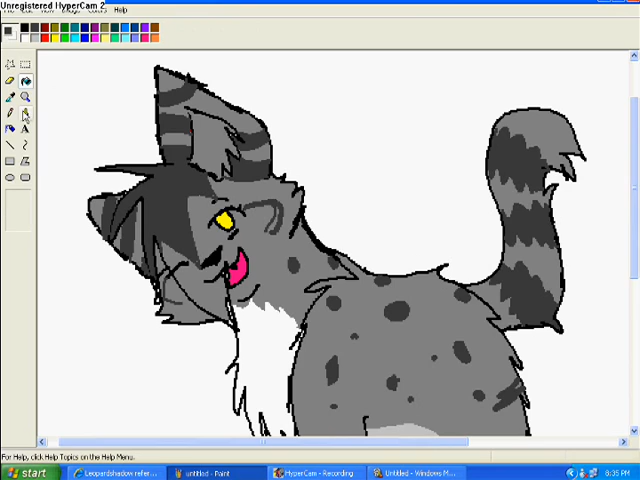 Unregistered HyperCam 2
Help
A
For Help, click Help Topics on the Help Menu.
start
Leopardshadow refer...
untitled - Paint
HyperCam - Recording
Untitled - Windows M...
8:35 PM